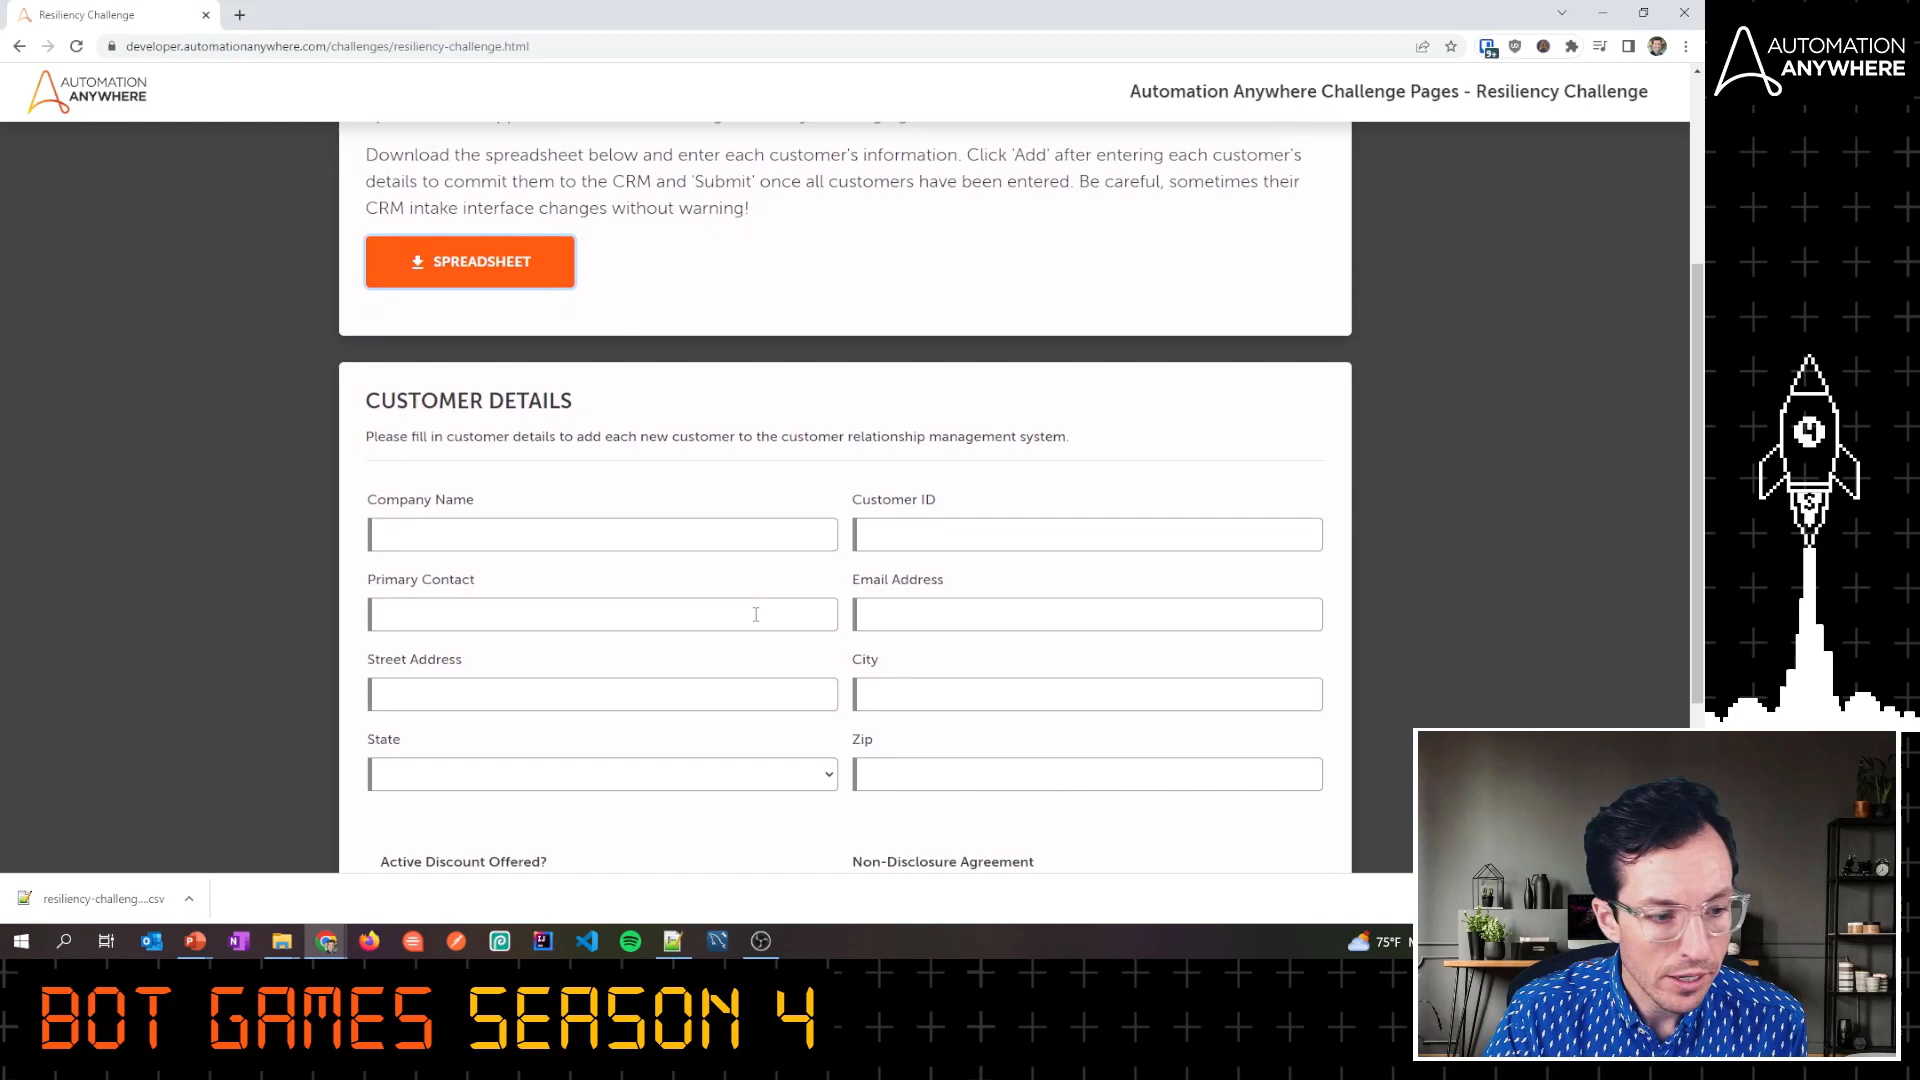 Resiliency Challenge
developer.automationanywhere.com/challenges/resiliency-challenge.html
9+
AUTOMATION
ANYWHERE
AUTOMATION
ANYWHERE
Automation Anywhere Challenge Pages - Resiliency Challenge
Download the spreadsheet below and enter each customer's information. Click 'Add' after entering each customer's
details to commit them to the CRM and 'Submit' once all customers have been entered. Be careful, sometimes their
CRM intake interface changes without warning!
SPREADSHEET
CUSTOMER DETAILS
Please fill in customer details to add each new customer to the customer relationship management system.
Company Name
Customer ID
Primary Contact
Email Address
Street Address
City
State
Zip
Active Discount Offered?
Non-Disclosure Agreement
4
S
resiliency-challeng....csv
75°F
BOT GAMES SEASON 4